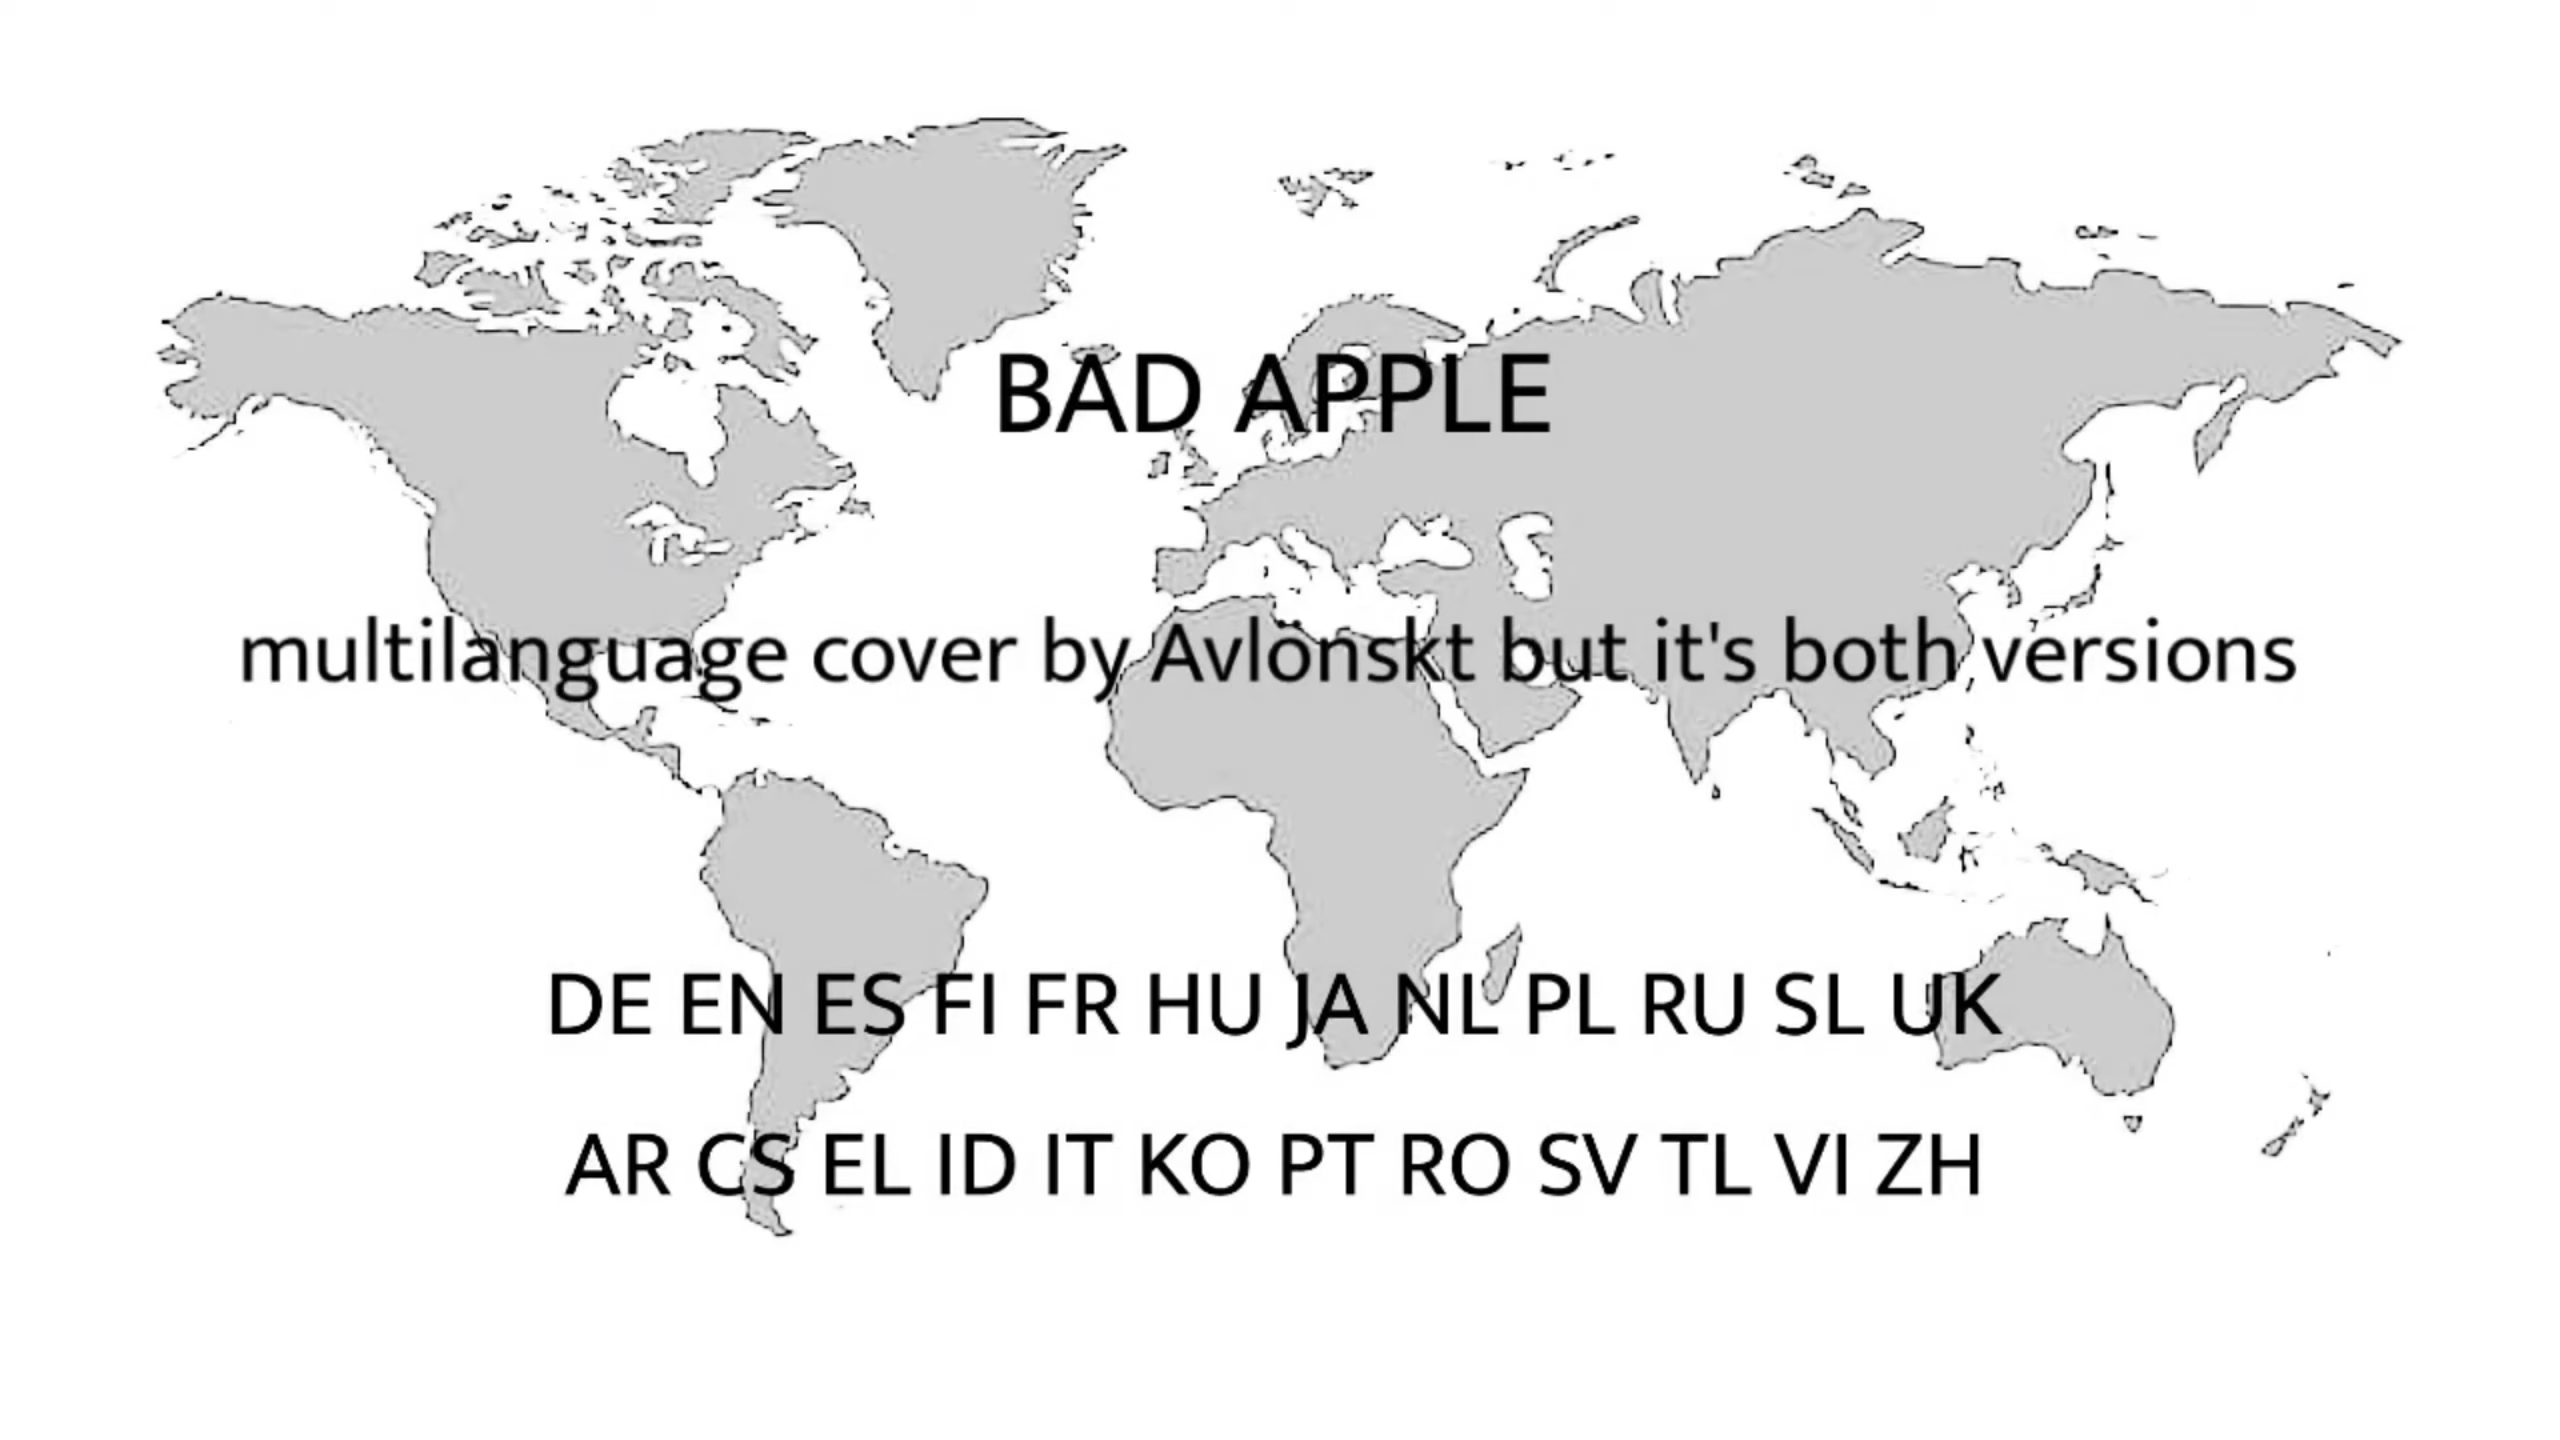 BAD APPLE
multilanguage cover by Avlönskt but it's both versions
DE EN ES FI FR HU JA NL PL RU SL UK
AR CS EL ID IT KO PT RO SV TL VI ZH